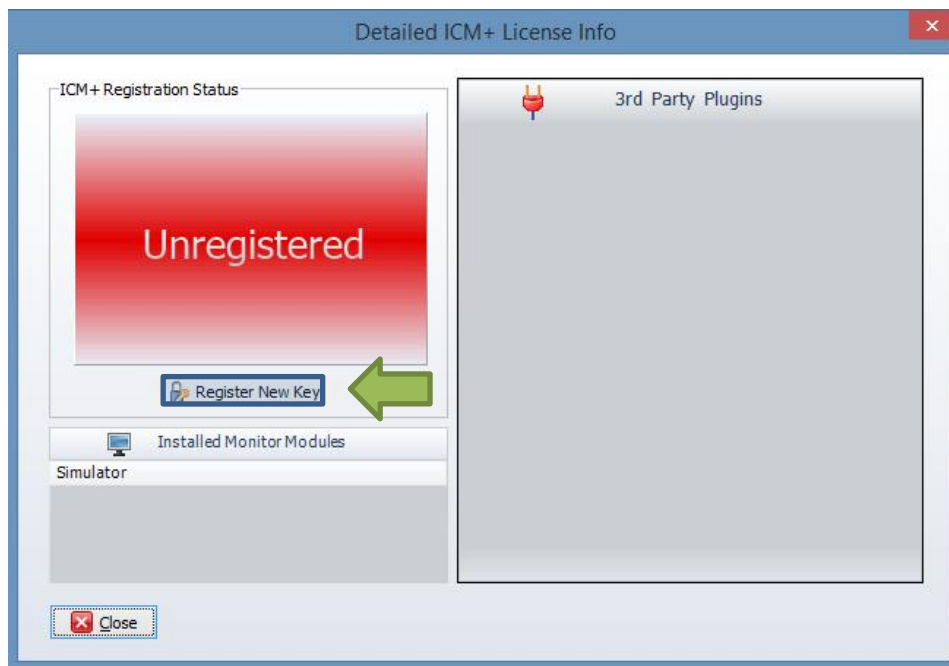 Detailed ICM+ License Info
ICM+ Registration Status
Unregistered
Register New Key
Installed Monitor Modules
Simulator
3rd Party Plugins
Close